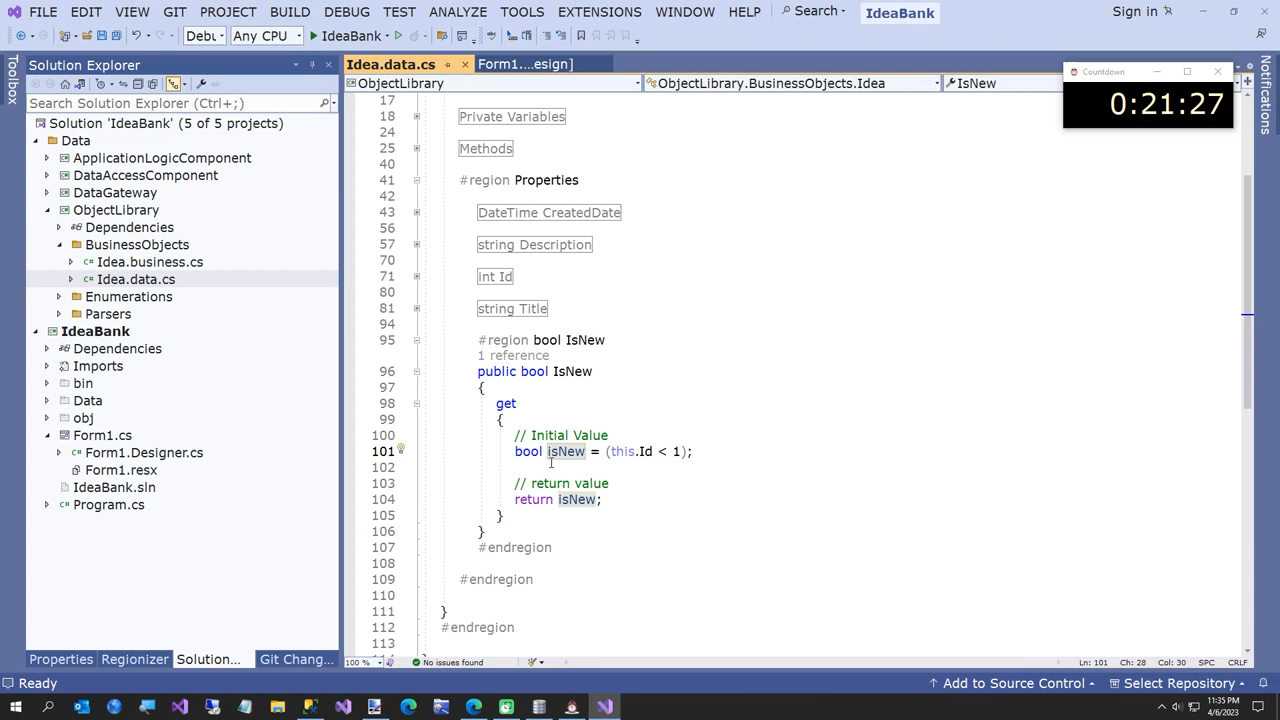 FILE EDIT VIEW GIT PROJECT BUILD DEBUG TEST ANALYZE TOOLS EXTENSIONS WINDOW HELP Search IdeaBank Sign in
Debu Any CPU IdeaBank
Toolbox
Solution Explorer
Search Solution Explorer (Ctrl+;)
Solution 'IdeaBank' (5 of 5 projects)
Data
ApplicationLogicComponent
DataAccessComponent
DataGateway
ObjectLibrary
Dependencies
BusinessObjects
Idea.business.cs
Idea.data.cs
Enumerations
Parsers
IdeaBank
Dependencies
Imports
bin
Data
obj
Form1.cs
Form1.Designer.cs
Form1.resx
IdeaBank.sln
Program.cs
Properties Regionizer Solution... Git Chang...
Idea.data.cs Form1....esign]
ObjectLibrary ObjectLibrary.BusinessObjects.Idea IsNew
17
18 Private Variables
24
25 Methods
40
41 #region Properties
42
43 DateTime CreatedDate
56
57 string Description
70
71 int Id
80
81 string Title
94
95 #region bool IsNew
1 reference
96 public bool IsNew
97 {
98 get
99 {
100 // Initial Value
101 bool isNew = (this.Id < 1);
102
103 // return value
104 return isNew;
105 }
106 }
107 #endregion
108
109 #endregion
110
111 }
112 #endregion
113
100 % No issues found Ln: 101 Ch: 28 Col: 30 SPC CRLF
Countdown
0:21:27
Notifications
Ready Add to Source Control Select Repository
11:35 PM
4/6/2023